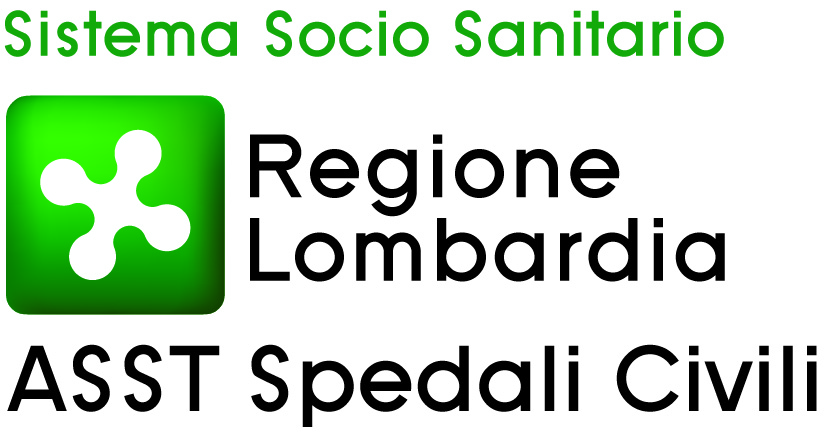 Sistema Socio Sanitario
Regione
Lombardia
ASST Spedali Civili